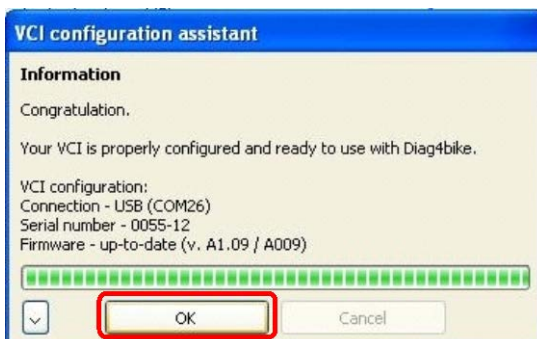 VCI configuration assistant
Information
Congratulation.
Your VCI is properly configured and ready to use with Diag4bike.
VCI configuration:
Connection - USB (COM26)
Serial number - 0055-12
Firmware - up-to-date (v. A1.09 / A009)
OK Cancel